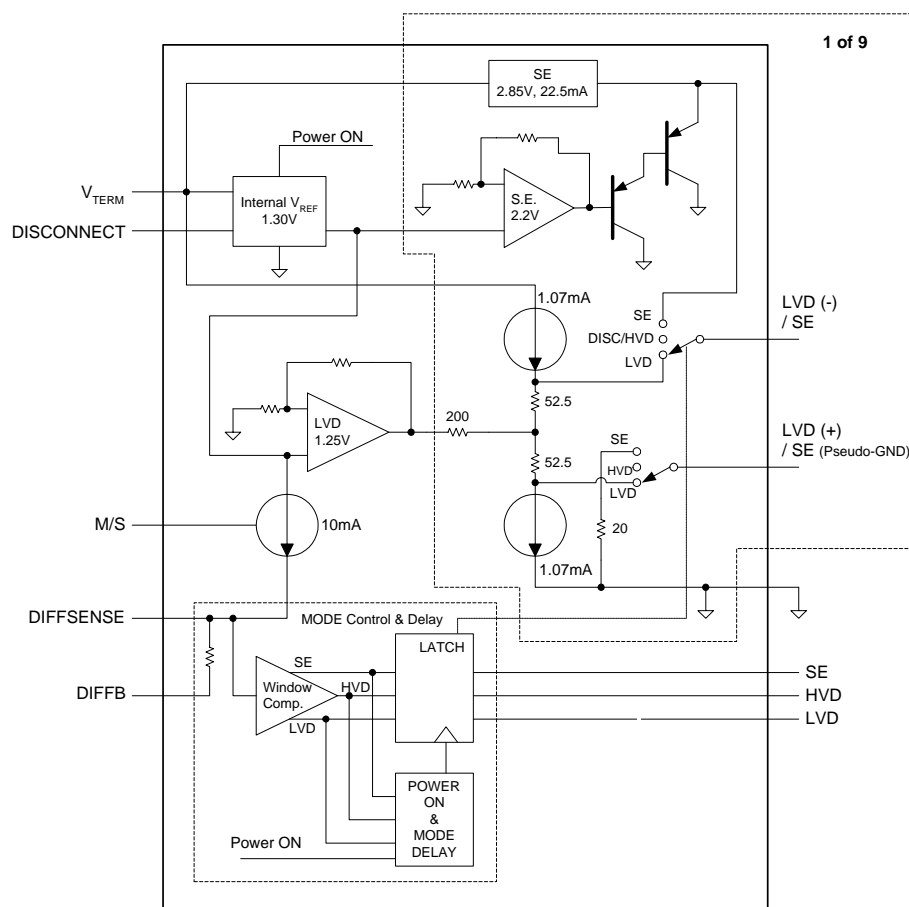 1 of 9
SE
2.85V, 22.5mA
Power ON
V_TERM
Internal V_REF
1.30V
S.E.
2.2V
DISCONNECT
1.07mA
SE
DISC/HVD
LVD
LVD (-)
/ SE
LVD
1.25V
200
52.5
52.5
SE
HVD
LVD
LVD (+)
/ SE (Pseudo-GND)
20
M/S
10mA
1.07mA
DIFFSENSE
MODE Control & Delay
LATCH
SE
Window
Comp.
HVD
LVD
DIFFB
SE
HVD
LVD
POWER
ON
&
MODE
DELAY
Power ON